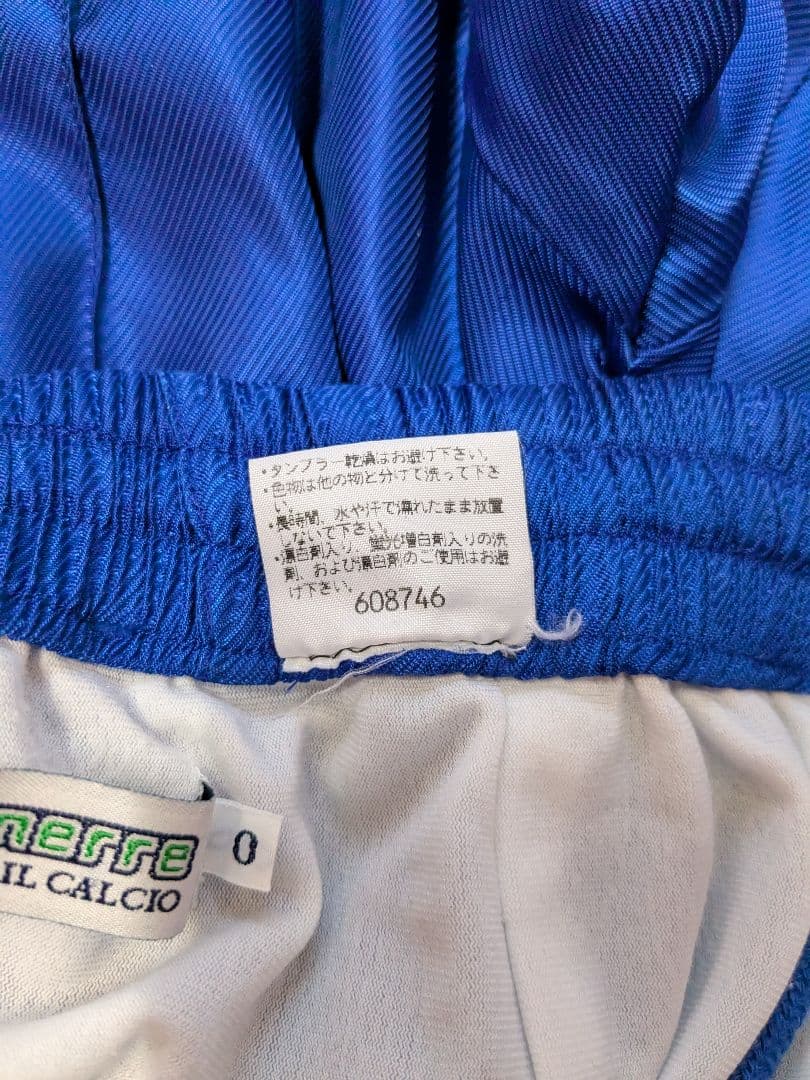 ・タンブラー乾燥はお避け下さい。
・色物は他の物と分けて洗って下さ
い。
・長時間、水や汗で濡れたまま放置
しないで下さい。
・漂白剤入り、蛍光増白剤入りの洗
剤、および漂白剤のご使用はお避
け下さい。
608746
nerre
0
IL CALCIO